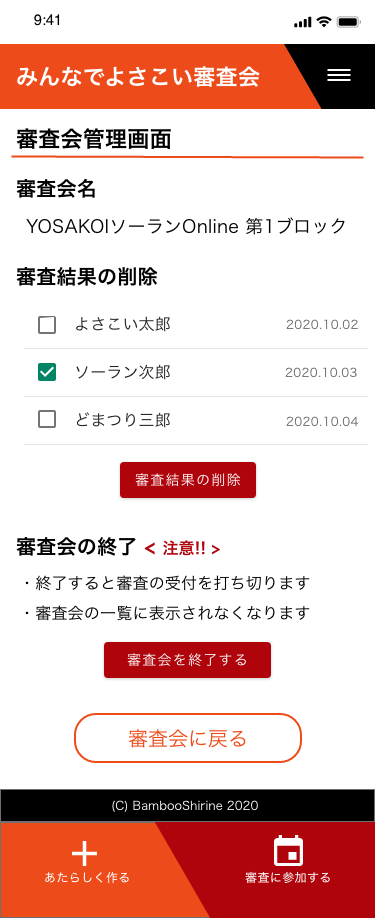 9:41
みんなでよさこい審査会
審査会管理画面
審査会名
YOSAKOIソーランOnline 第1ブロック
審査結果の削除
よさこい太郎 2020.10.02
ソーラン次郎 2020.10.03
どまつり三郎 2020.10.04
審査結果の削除
審査会の終了 < 注意!! >
・終了すると審査の受付を打ち切ります
・審査会の一覧に表示されなくなります
審査会を終了する
審査会に戻る
(C) BambooShirine 2020
あたらしく作る 審査に参加する